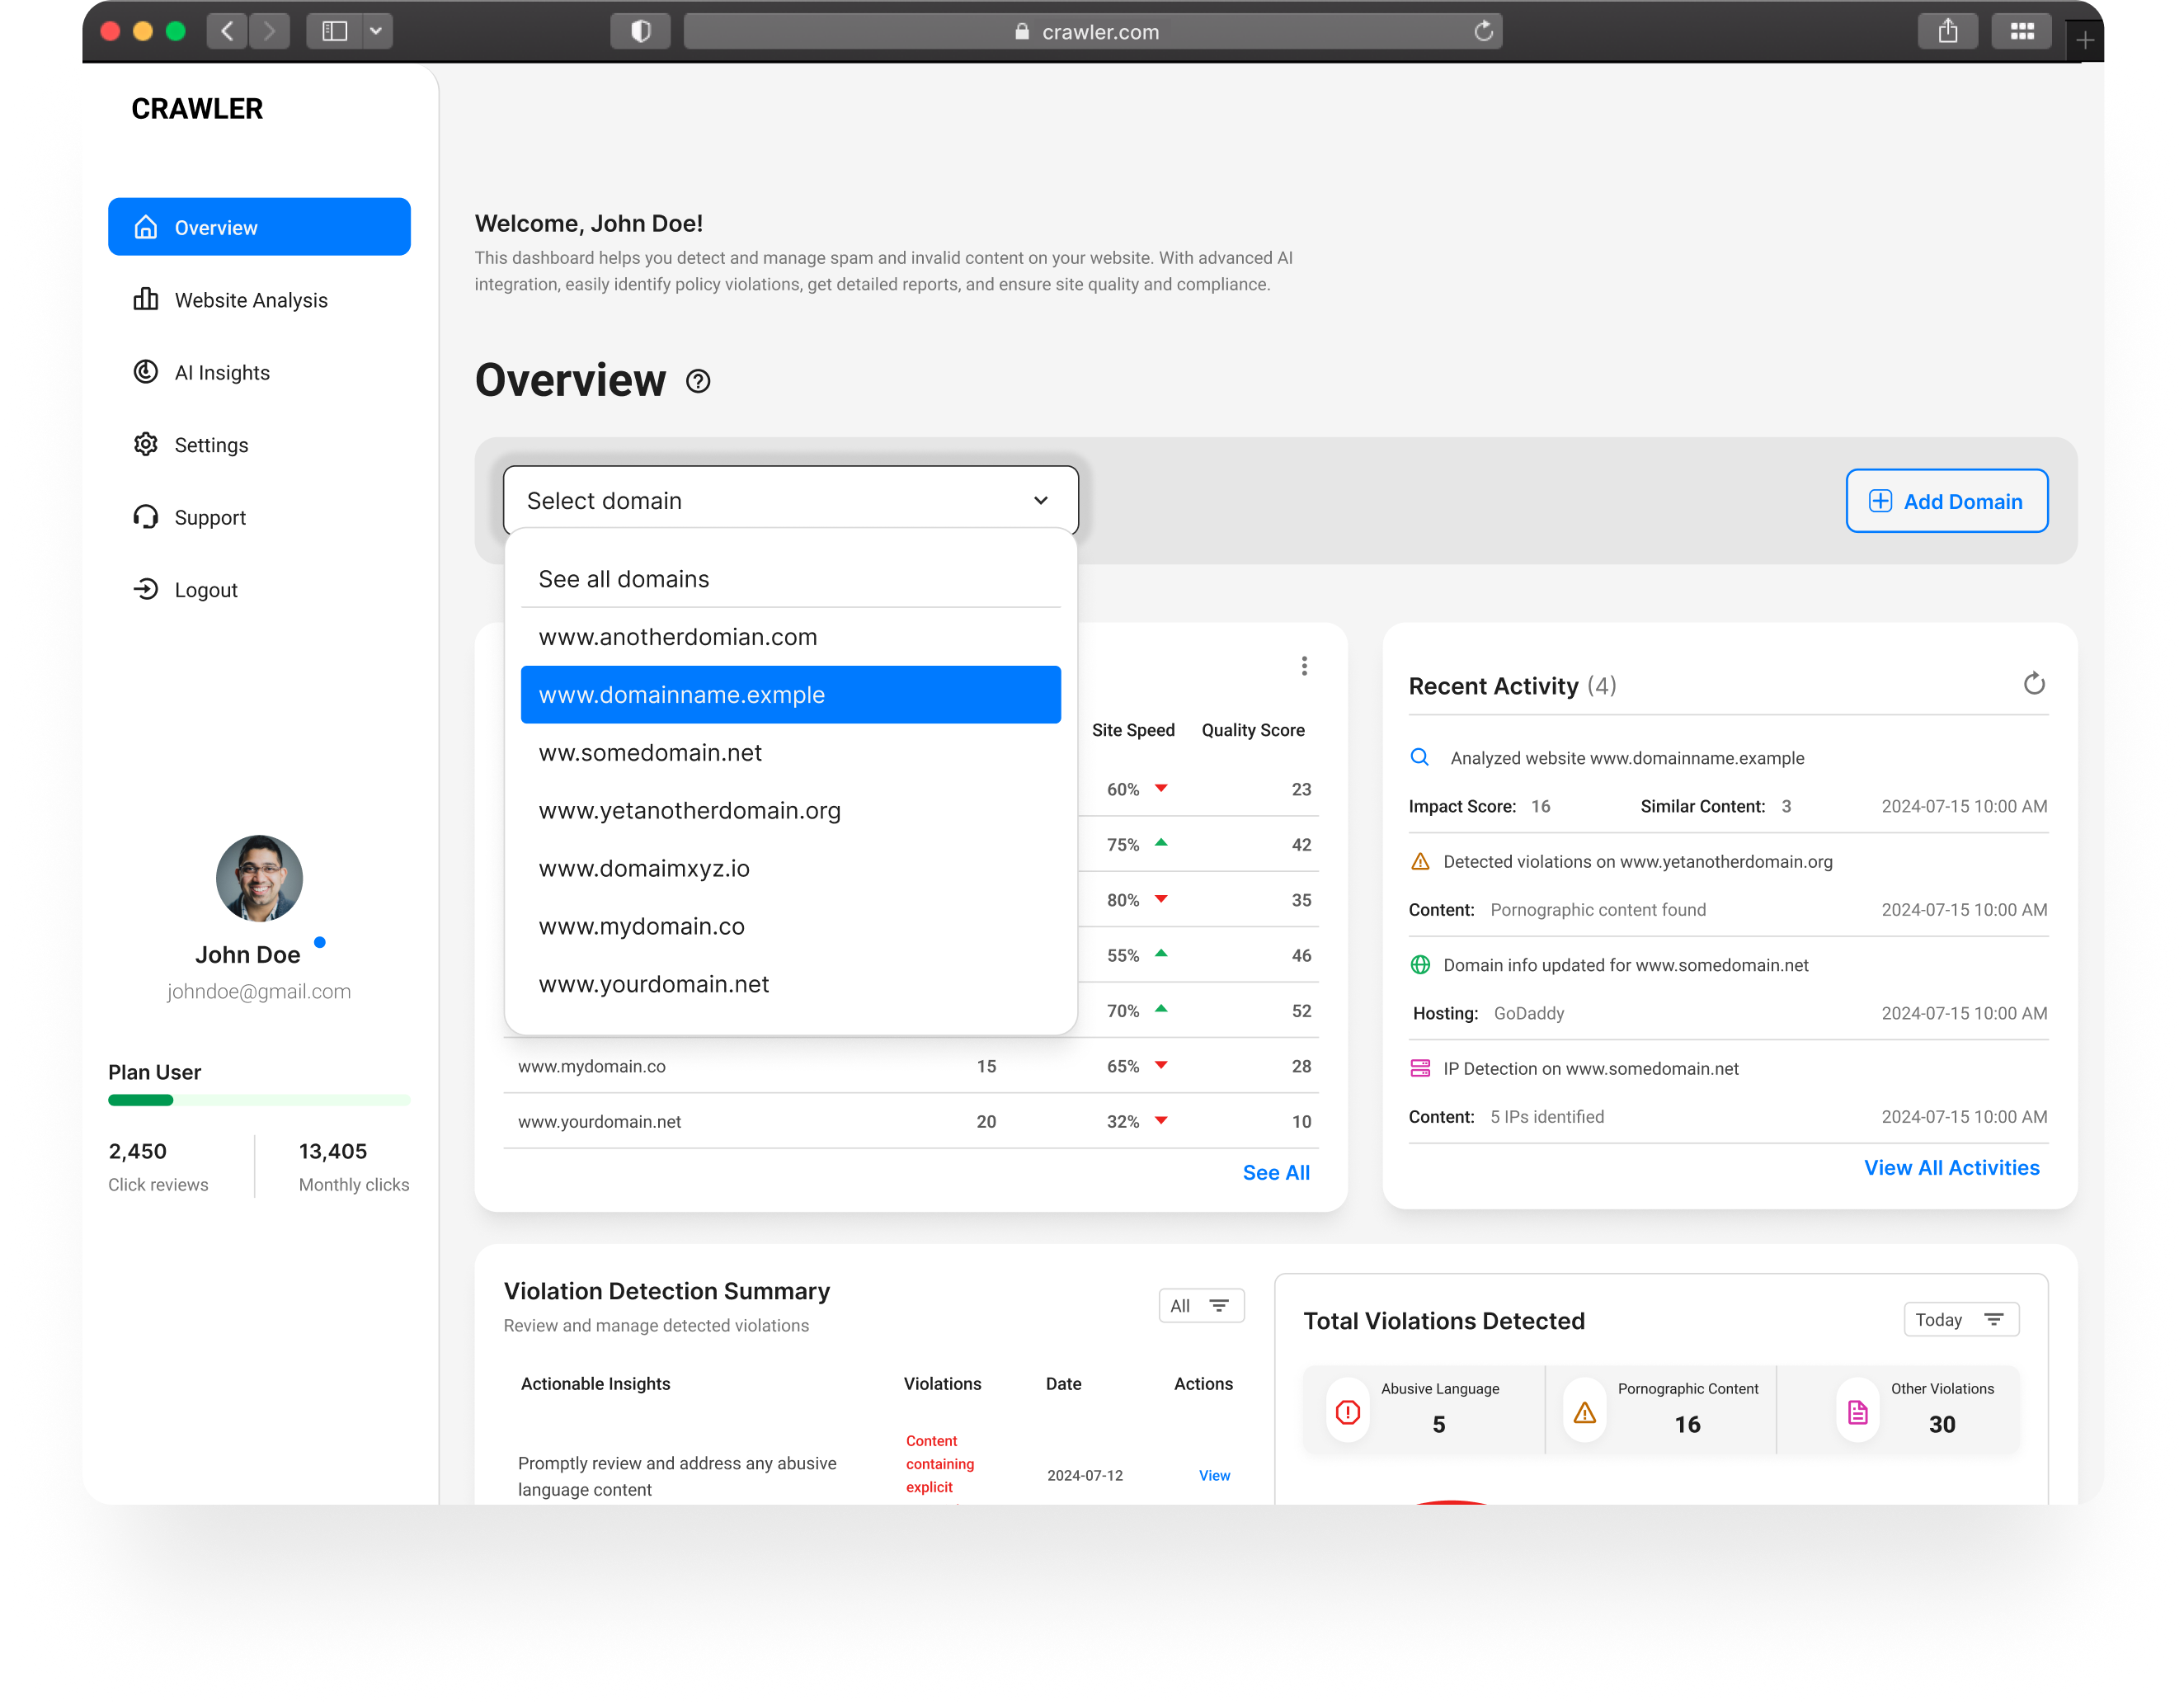 crawler.com
CRAWLER
Overview
Website Analysis
AI Insights
Settings
Support
Logout
John Doe
johndoe@gmail.com
Plan User
2,450
Click reviews
13,405
Monthly clicks
Welcome, John Doe!
This dashboard helps you detect and manage spam and invalid content on your website. With advanced AI
integration, easily identify policy violations, get detailed reports, and ensure site quality and compliance.
Overview
Select domain
Add Domain
See all domains
www.anotherdomian.com
www.domainname.exmple
ww.somedomain.net
www.yetanotherdomain.org
www.domaimxyz.io
www.mydomain.co
www.yourdomain.net
Site Speed Quality Score
60% 23
75% 42
80% 35
55% 46
70% 52
www.mydomain.co 15 65% 28
www.yourdomain.net 20 32% 10
See All
Recent Activity (4)
Analyzed website www.domainname.example
Impact Score: 16 Similar Content: 3 2024-07-15 10:00 AM
Detected violations on www.yetanotherdomain.org
Content: Pornographic content found 2024-07-15 10:00 AM
Domain info updated for www.somedomain.net
Hosting: GoDaddy 2024-07-15 10:00 AM
IP Detection on www.somedomain.net
Content: 5 IPs identified 2024-07-15 10:00 AM
View All Activities
Violation Detection Summary
Review and manage detected violations
All
Actionable Insights Violations Date Actions
Promptly review and address any abusive
language content
Content
containing
explicit
2024-07-12
View
Total Violations Detected
Today
Abusive Language
5
Pornographic Content
16
Other Violations
30